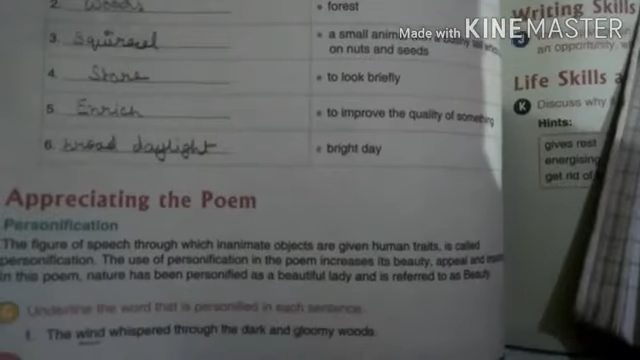 2. Woods
• forest
3. Squirrel
• a small animal
on nuts and seeds
4. Stare
• to look briefly
5. Enrich
• to improve the quality of something
6. broad daylight
• bright day
Appreciating the Poem
Personification
The figure of speech through which inanimate objects are given human traits, is called
personification. The use of personification in the poem increases its beauty, appeal and
In this poem, nature has been personified as a beautiful lady and is referred to as Beauty
Underline the word that is personified in each sentence.
1. The wind whispered through the dark and gloomy woods.
Made with KINEMASTER
Writing Skills
an opportunity,
Life Skills
K Discuss why
Hints:
gives rest
energising
get rid of